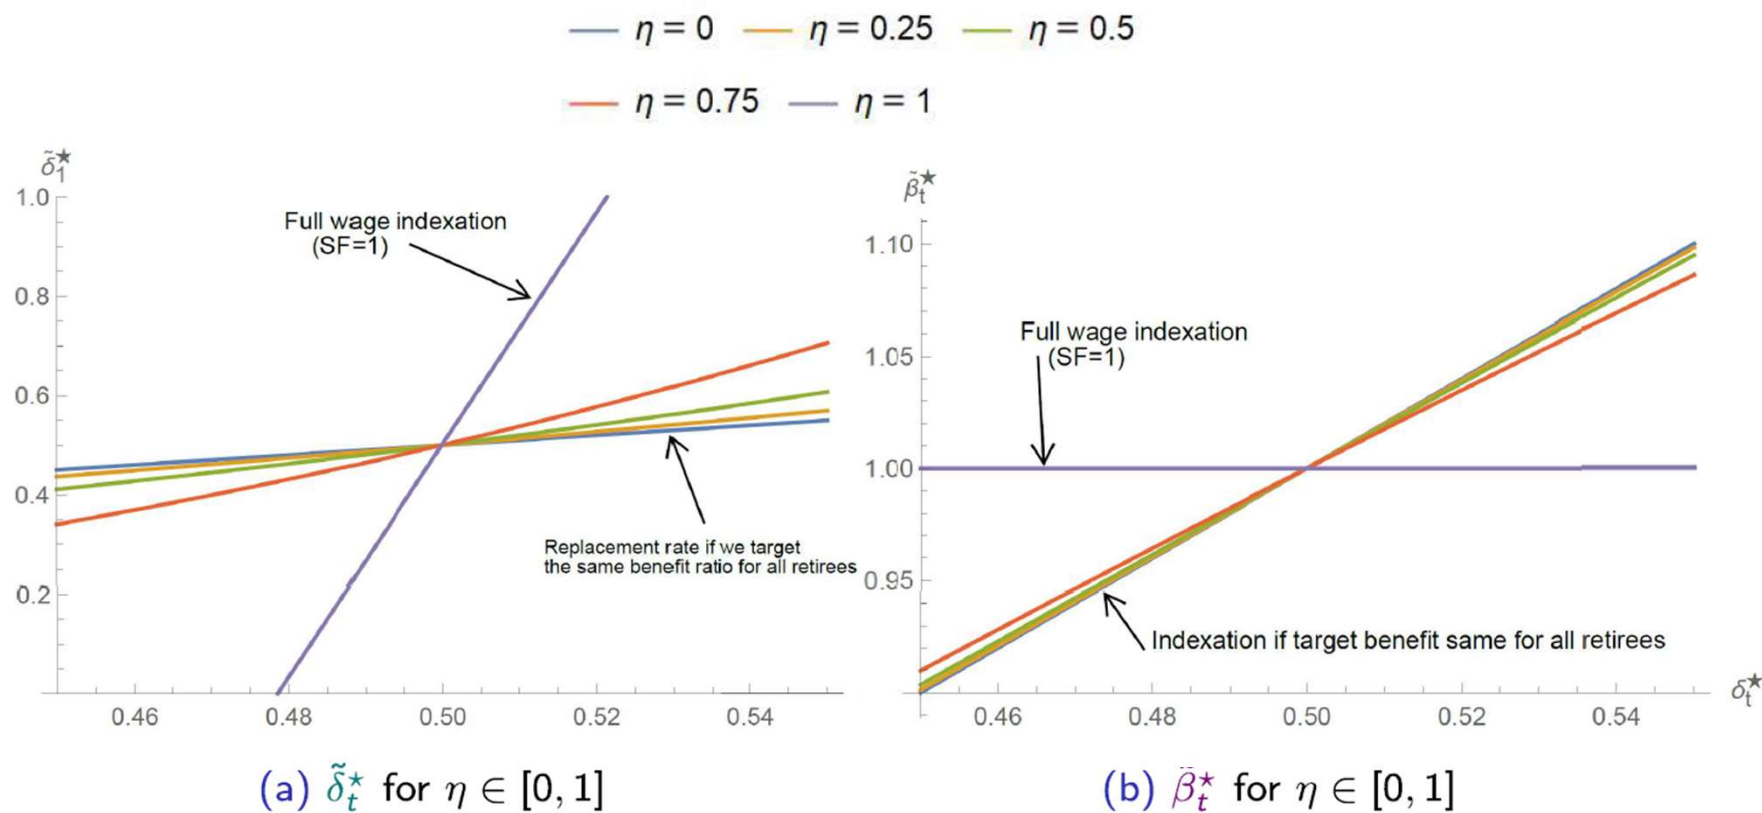 η = 0 η = 0.25 η = 0.5
η = 0.75 η = 1
δ̃₁★
1.0
0.8
0.6
0.4
0.2
Full wage indexation
(SF=1)
Replacement rate if we target
the same benefit ratio for all retirees
0.46 0.48 0.50 0.52 0.54
(a) δ̃ₜ⋆ for η ∈ [0, 1]
β̃ₜ★
1.10
1.05
1.00
0.95
Full wage indexation
(SF=1)
Indexation if target benefit same for all retirees
0.46 0.48 0.50 0.52 0.54
δₜ★
(b) β̃ₜ⋆ for η ∈ [0, 1]